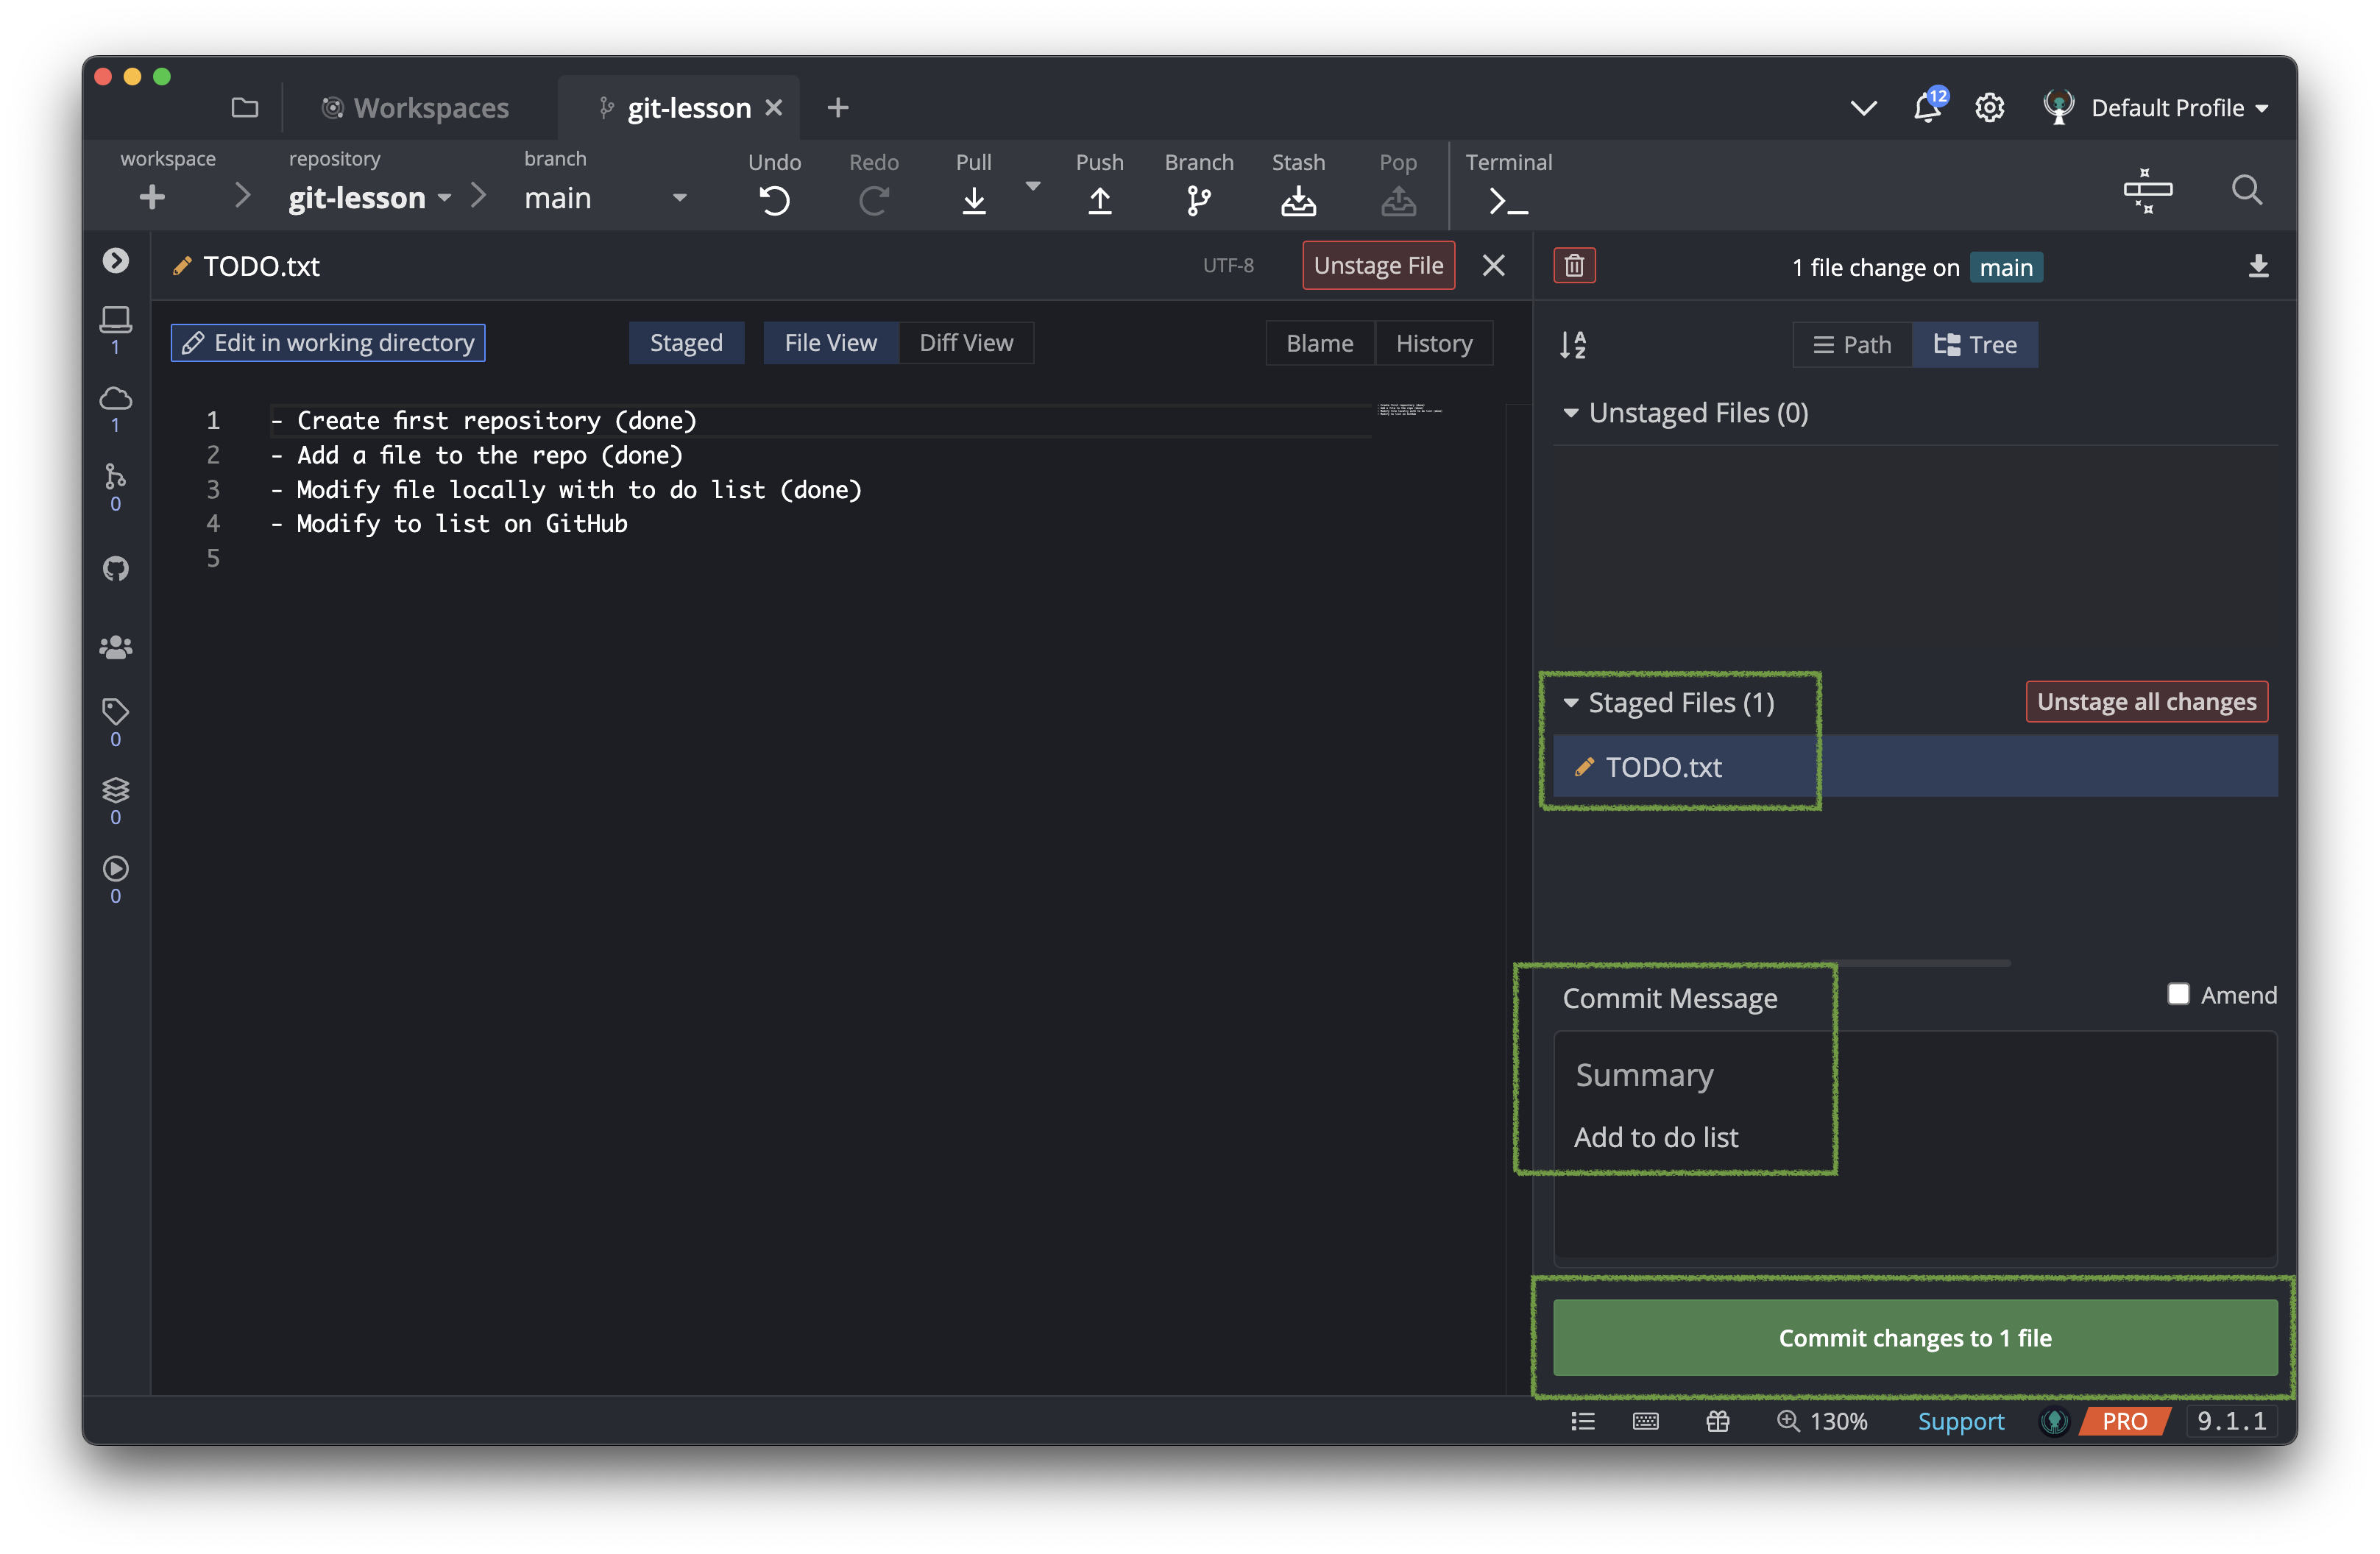 Workspaces
git-lesson
12
Default Profile
workspace
repository
branch
Undo
Redo
Pull
Push
Branch
Stash
Pop
Terminal
git-lesson
main
TODO.txt
UTF-8
Unstage File
1 file change on main
1
1
0
0
0
0
Edit in working directory
Staged
File View
Diff View
Blame
History
A
Z
Path
Tree
1 - Create first repository (done)
2 - Add a file to the repo (done)
3 - Modify file locally with to do list (done)
4 - Modify to list on GitHub
5
Unstaged Files (0)
Staged Files (1)
Unstage all changes
TODO.txt
Commit Message
Amend
Summary
Add to do list
Commit changes to 1 file
130%
Support
PRO
9.1.1